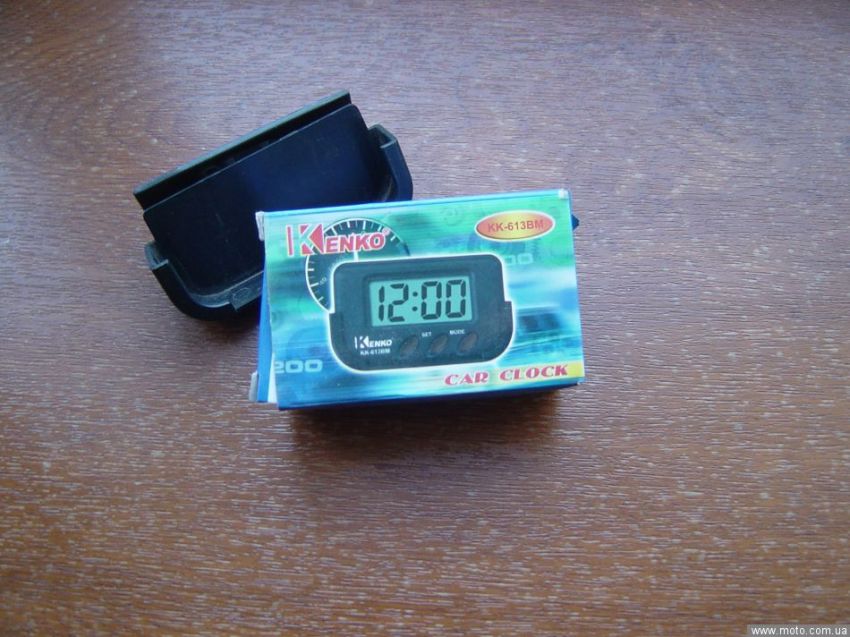 KENKO
KK-613BM
12:00
SET MODE
KENKO
KK-613BM
200
CAR CLOCK
www.moto.com.ua